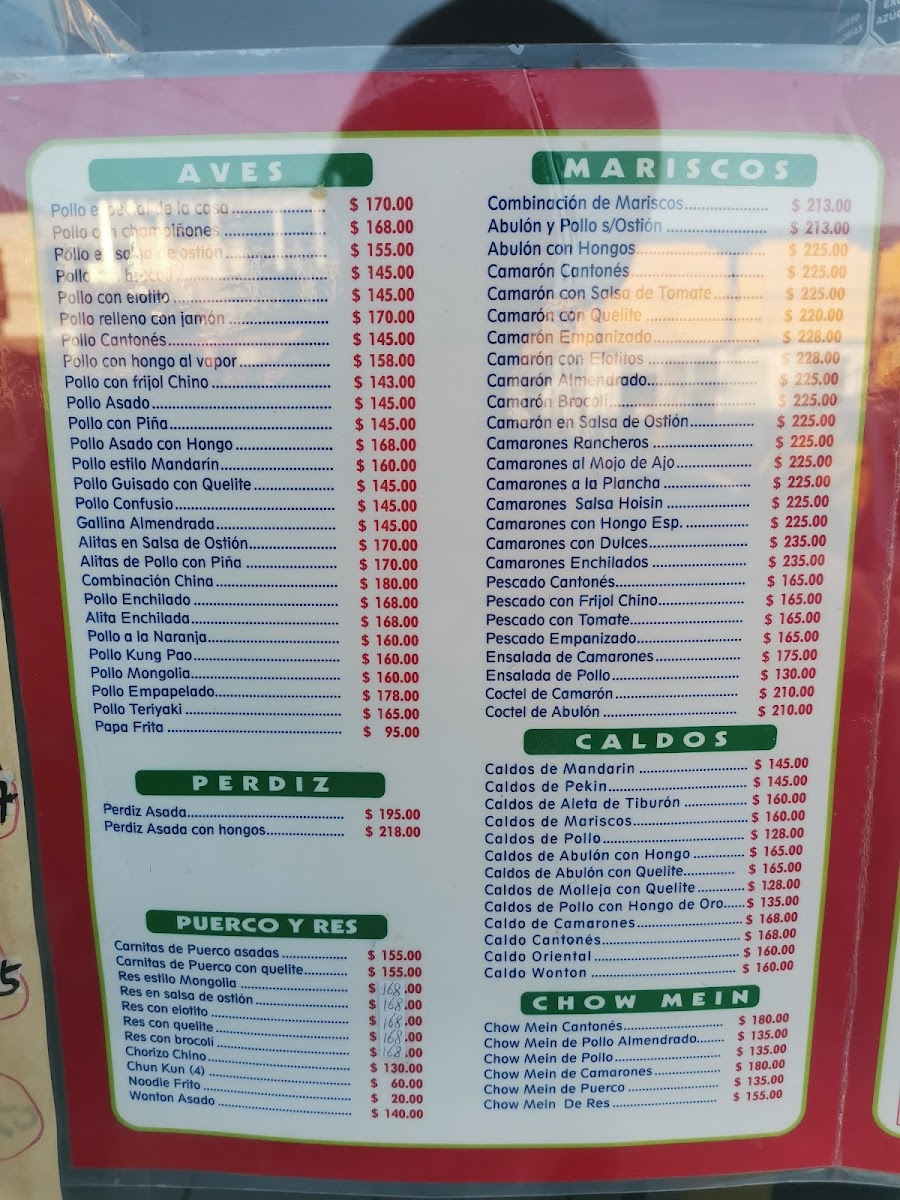 AVES
Pollo especial de la casa $ 170.00
Pollo con champiñones $ 168.00
Pollo en salsa de ostión $ 155.00
Pollo con brocoli $ 145.00
Pollo con elotito $ 145.00
Pollo relleno con jamón $ 170.00
Pollo Cantonés $ 145.00
Pollo con hongo al vapor $ 158.00
Pollo con frijol Chino $ 143.00
Pollo Asado $ 145.00
Pollo con Piña $ 145.00
Pollo Asado con Hongo $ 168.00
Pollo estilo Mandarín $ 160.00
Pollo Guisado con Quelite $ 145.00
Pollo Confusio $ 145.00
Gallina Almendrada $ 145.00
Alitas en Salsa de Ostión $ 170.00
Alitas de Pollo con Piña $ 170.00
Combinación China $ 180.00
Pollo Enchilado $ 168.00
Alita Enchilada $ 168.00
Pollo a la Naranja $ 160.00
Pollo Kung Pao $ 160.00
Pollo Mongolia $ 160.00
Pollo Empapelado $ 178.00
Pollo Teriyaki $ 165.00
Papa Frita $ 95.00
PERDIZ
Perdiz Asada $ 195.00
Perdiz Asada con hongos $ 218.00
PUERCO Y RES
Carnitas de Puerco asadas $ 155.00
Carnitas de Puerco con quelite $ 155.00
Res estilo Mongolia $ 168.00
Res en salsa de ostión $ 168.00
Res con elotito $ 168.00
Res con quelite $ 168.00
Res con brocolí $ 168.00
Chorizo Chino $ 130.00
Chun Kun (4) $ 60.00
Noodle Frito $ 20.00
Wonton Asado $ 140.00
MARISCOS
Combinación de Mariscos $ 213.00
Abulón y Pollo s/Ostión $ 213.00
Abulón con Hongos $ 225.00
Camarón Cantonés $ 225.00
Camarón con Salsa de Tomate $ 225.00
Camarón con Quelite $ 220.00
Camarón Empanizado $ 228.00
Camarón con Elotitos $ 228.00
Camarón Almendrado $ 225.00
Camarón Brocolí $ 225.00
Camarón en Salsa de Ostión $ 225.00
Camarones Rancheros $ 225.00
Camarones al Mojo de Ajo $ 225.00
Camarones a la Plancha $ 225.00
Camarones Salsa Hoisin $ 225.00
Camarones con Hongo Esp. $ 225.00
Camarones con Dulces $ 235.00
Camarones Enchilados $ 235.00
Pescado Cantonés $ 165.00
Pescado con Frijol Chino $ 165.00
Pescado con Tomate $ 165.00
Pescado Empanizado $ 165.00
Ensalada de Camarones $ 175.00
Ensalada de Pollo $ 130.00
Coctel de Camarón $ 210.00
Coctel de Abulón $ 210.00
CALDOS
Caldos de Mandarin $ 145.00
Caldos de Pekin $ 145.00
Caldos de Aleta de Tiburón $ 160.00
Caldos de Mariscos $ 160.00
Caldos de Pollo $ 128.00
Caldos de Abulón con Hongo $ 165.00
Caldos de Abulón con Quelite $ 165.00
Caldos de Molleja con Quelite $ 128.00
Caldos de Pollo con Hongo de Oro $ 135.00
Caldo de Camarones $ 168.00
Caldo Cantonés $ 168.00
Caldo Oriental $ 160.00
Caldo Wonton $ 160.00
CHOW MEIN
Chow Mein Cantonés $ 180.00
Chow Mein de Pollo Almendrado $ 135.00
Chow Mein de Pollo $ 135.00
Chow Mein de Camarones $ 180.00
Chow Mein de Puerco $ 135.00
Chow Mein De Res $ 155.00